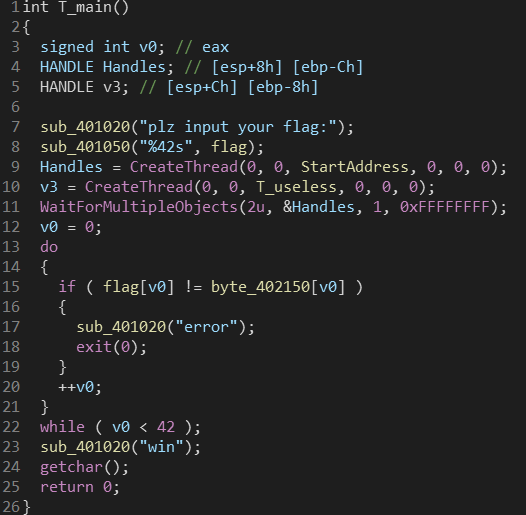 1 int T_main()
2 {
3   signed int v0; // eax
4   HANDLE Handles; // [esp+8h] [ebp-Ch]
5   HANDLE v3; // [esp+Ch] [ebp-8h]
6
7   sub_401020("plz input your flag:");
8   sub_401050("%42s", flag);
9   Handles = CreateThread(0, 0, StartAddress, 0, 0, 0);
10   v3 = CreateThread(0, 0, T_useless, 0, 0, 0);
11   WaitForMultipleObjects(2u, &Handles, 1, 0xFFFFFFFF);
12   v0 = 0;
13   do
14   {
15     if ( flag[v0] != byte_402150[v0] )
16     {
17       sub_401020("error");
18       exit(0);
19     }
20     ++v0;
21   }
22   while ( v0 < 42 );
23   sub_401020("win");
24   getchar();
25   return 0;
26 }